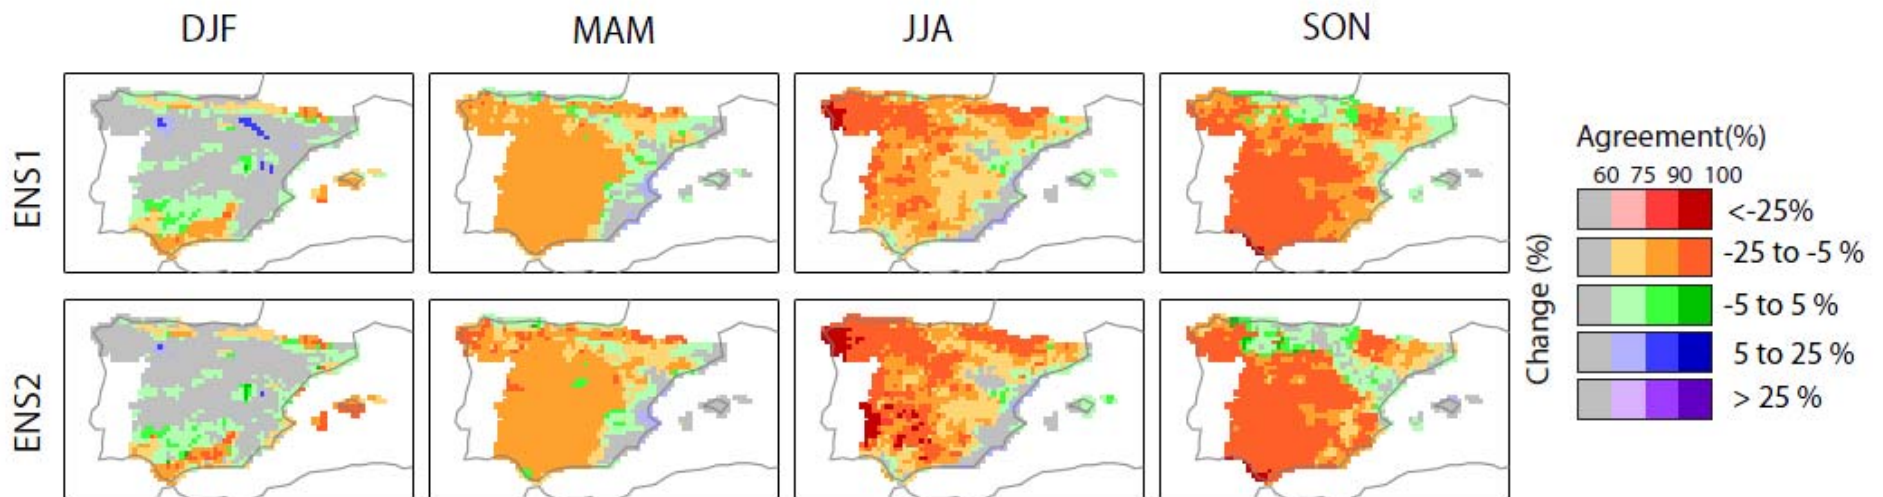 DJF MAM JJA SON
ENS1
ENS2
Agreement(%)
60 75 90 100
<-25%
-25 to -5 %
-5 to 5 %
5 to 25 %
> 25 %
Change (%)